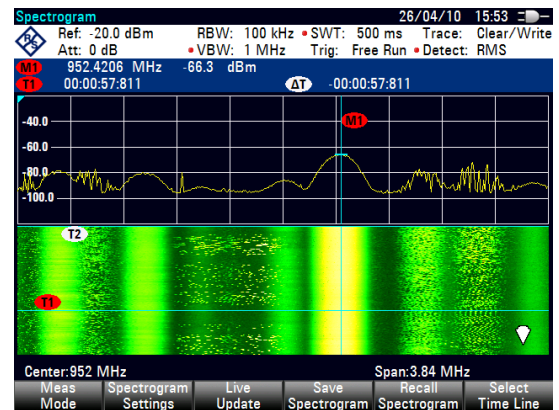 Spectrogram 26/04/10 15:53
Ref: -20.0 dBm RBW: 100 kHz SWT: 500 ms Trace: Clear/Write
Att: 0 dB VBW: 1 MHz Trig: Free Run Detect: RMS
M1 952.4206 MHz -66.3 dBm
T1 00:00:57:811 ΔT -00:00:57:811
M1
-40.0
-60.0
-80.0
-100.0
T2
T1
Center:952 MHz Span:3.84 MHz
Meas Mode Spectrogram Settings Live Update Save Spectrogram Recall Spectrogram Select Time Line